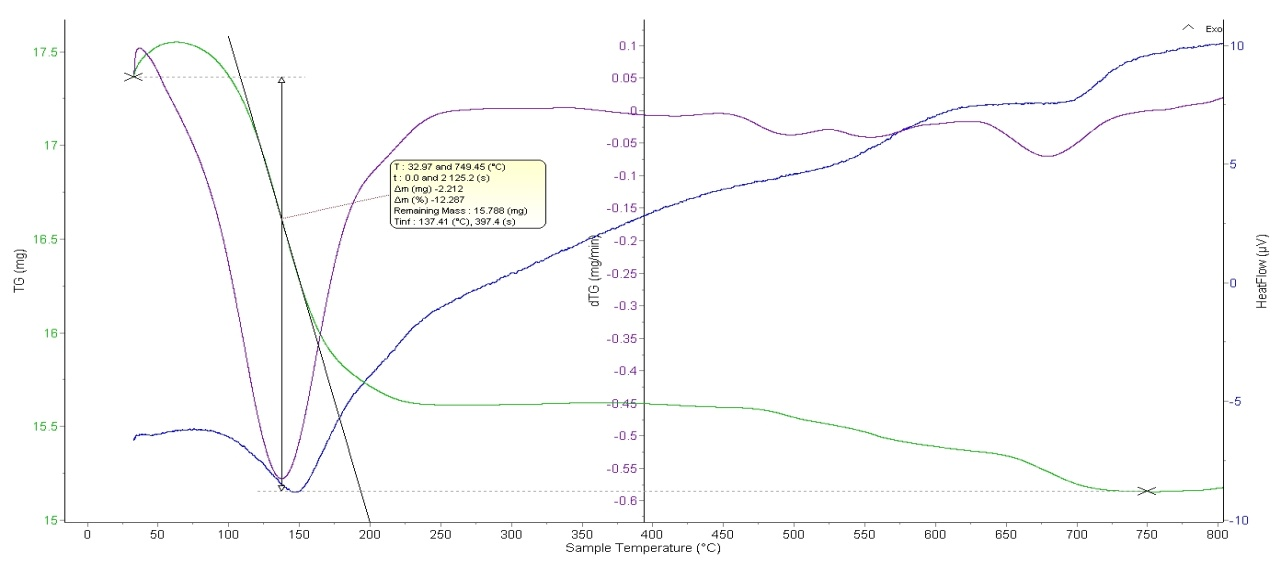 Exo
17.5
17
16.5
16
15.5
15
TG (mg)
0.1
0.05
0
-0.05
-0.1
-0.15
-0.2
-0.25
-0.3
-0.35
-0.4
-0.45
-0.5
-0.55
-0.6
dTG (mg/min)
10
5
0
-5
-10
HeatFlow (µV)
T : 32.97 and 749.45 (°C)
t : 0.0 and 2 125.2 (s)
Δm (mg) -2.212
Δm (%) -12.287
Remaining Mass : 15.788 (mg)
Tinf : 137.41 (°C), 397.4 (s)
0 50 100 150 200 250 300 350 400 450 500 550 600 650 700 750 800
Sample Temperature (°C)